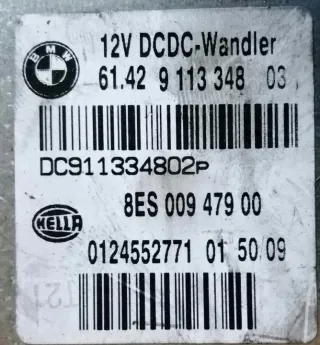 BMW
12V DCDC-Wandler
61.42 9 113 348 03
DC911334802P
8ES 009 479 00
HELLA
0124552771 01 50 09